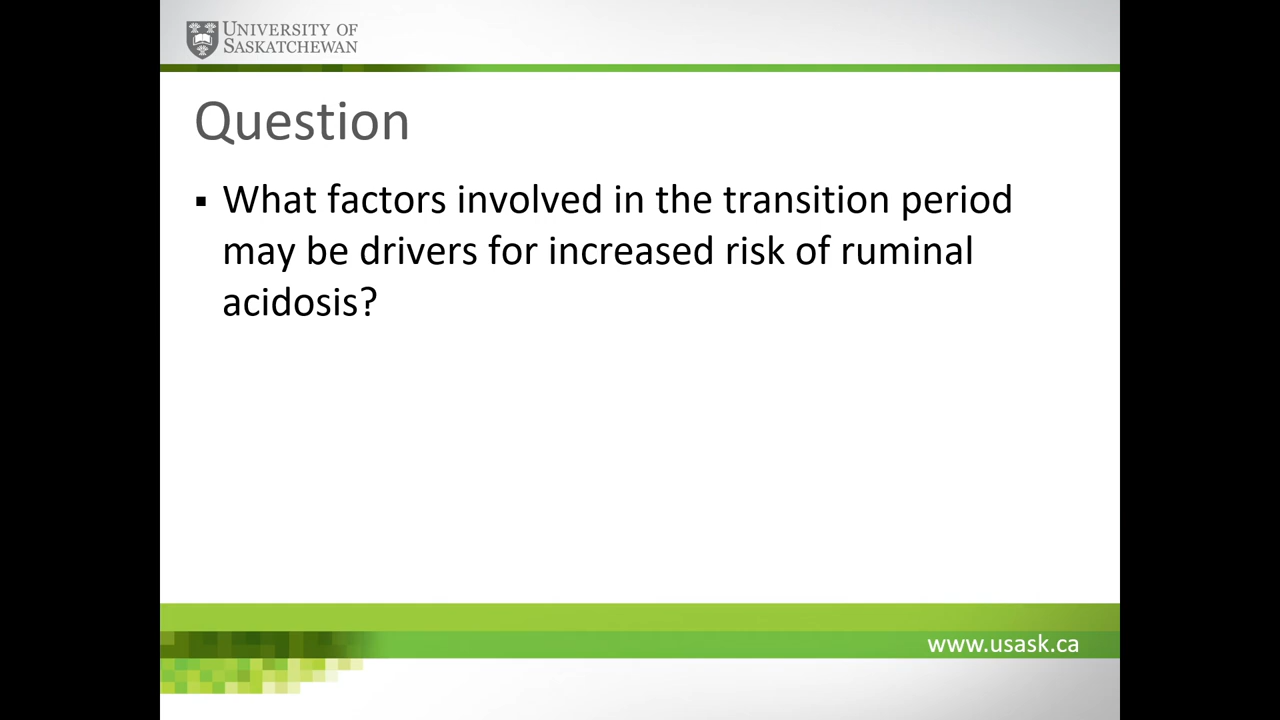 UNIVERSITY OF
SASKATCHEWAN
Question
▪ What factors involved in the transition period
may be drivers for increased risk of ruminal
acidosis?
www.usask.ca